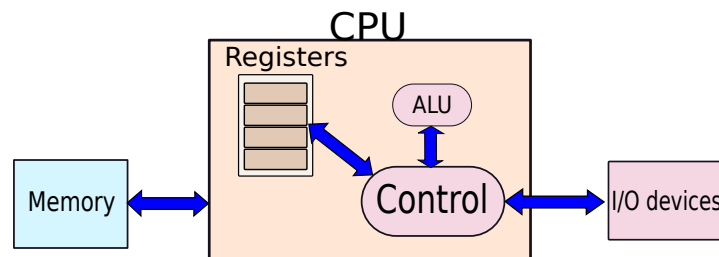 CPU
Registers
ALU
Memory
Control
I/O devices